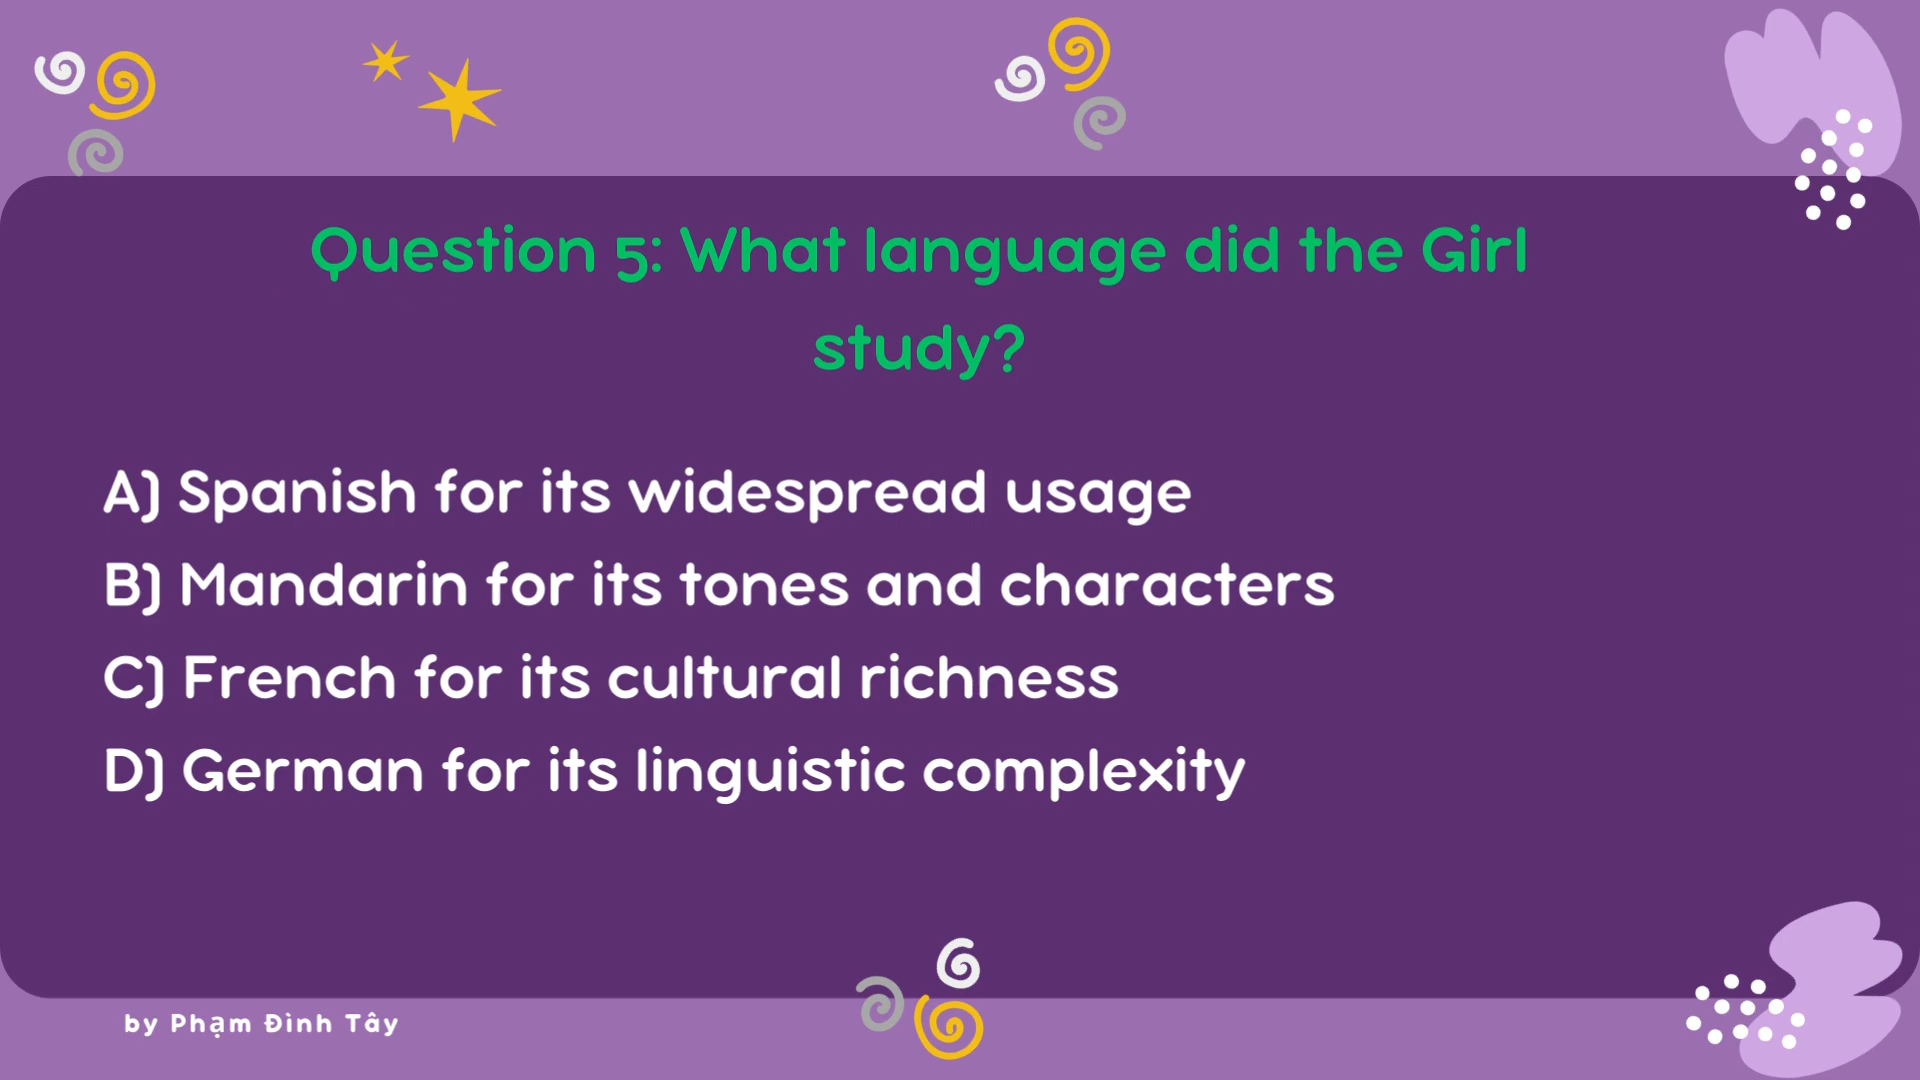 Question 5: What language did the Girl
study?
A) Spanish for its widespread usage
B) Mandarin for its tones and characters
C) French for its cultural richness
D) German for its linguistic complexity
by Phạm Đình Tây